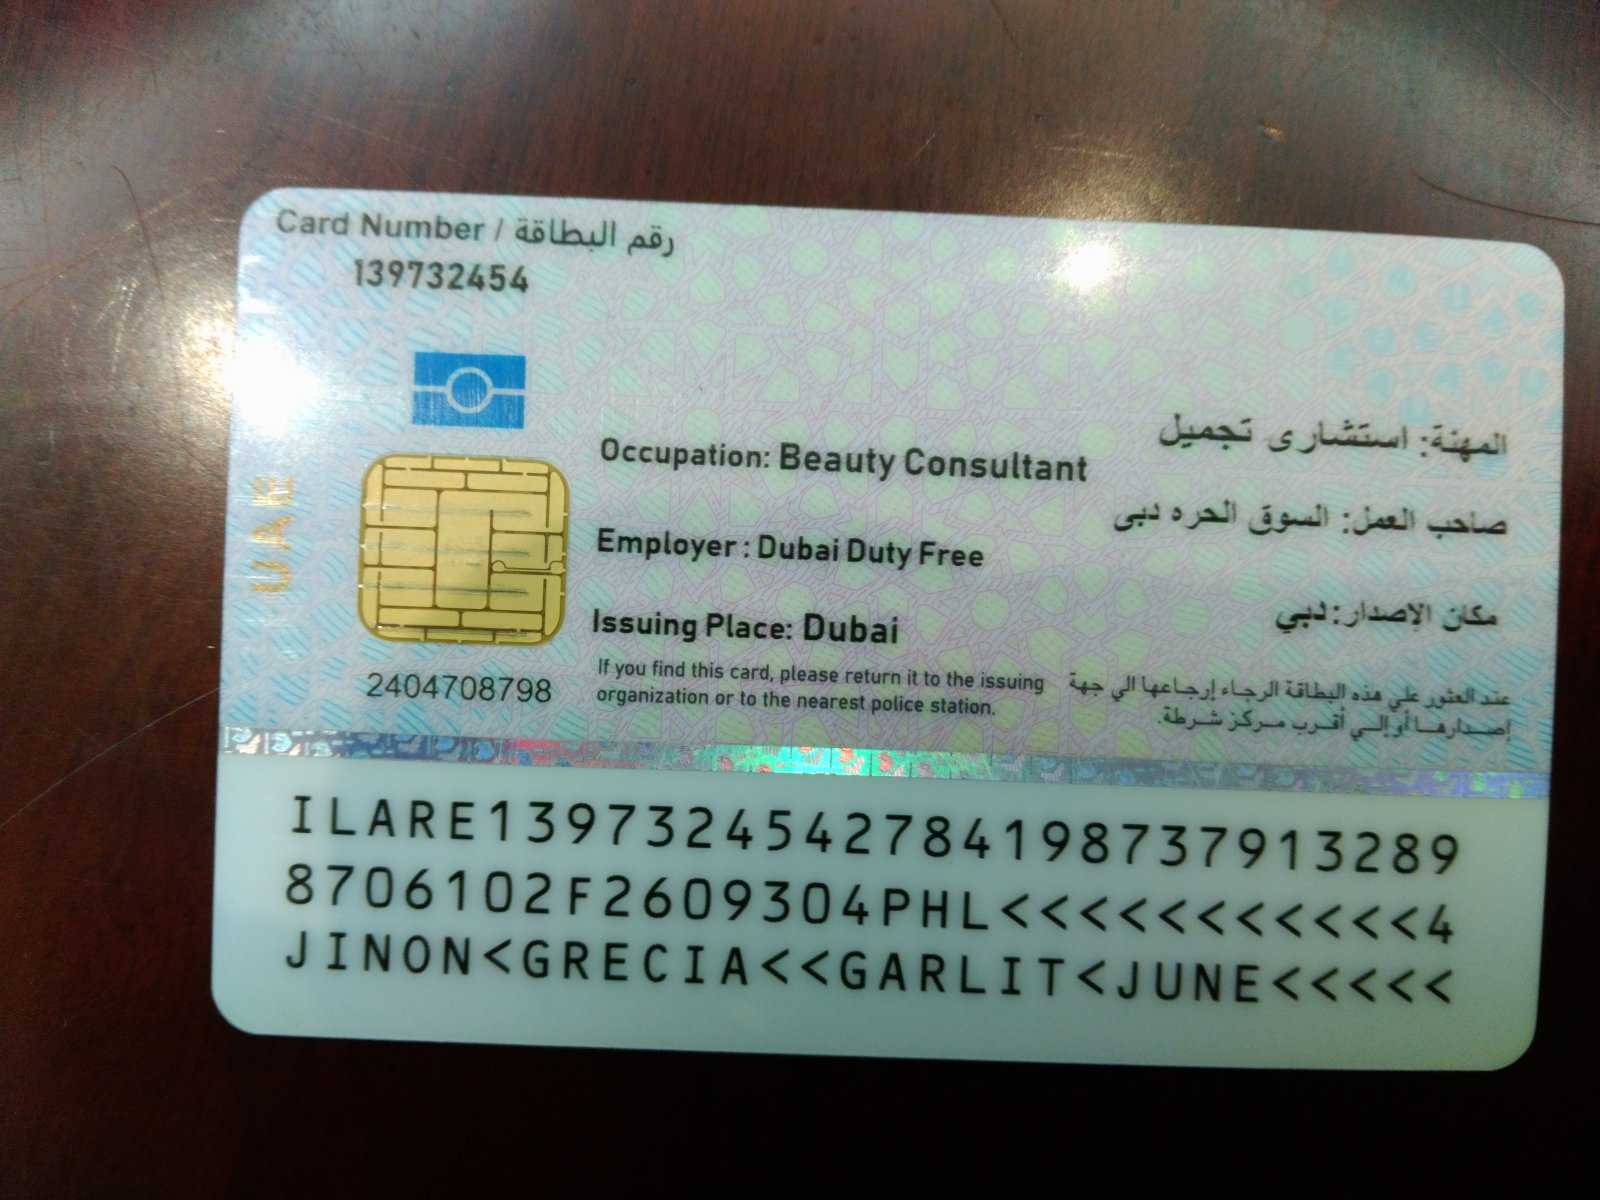 Card Number / رقم البطاقة
139732454
UAE
Occupation: Beauty Consultant
المهنة: استشارى تجميل
Employer : Dubai Duty Free
صاحب العمل: السوق الحره دبى
Issuing Place: Dubai
مكان الإصدار: دبي
2404708798
If you find this card, please return it to the issuing
organization or to the nearest police station.
عند العثور علي هذه البطاقة الرجاء إرجاعها الي جهة
إصدارها أو إلي أقرب مركز شرطة.
ILARE1397324542784198737913289
8706102F2609304PHL<<<<<<<<<<<4
JINON<GRECIA<<GARLIT<JUNE<<<<<